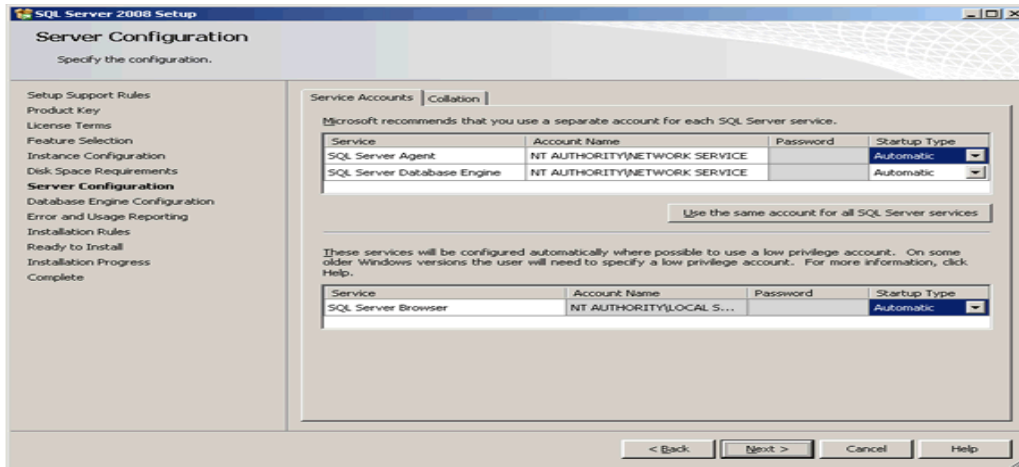 SQL Server 2008 Setup
Server Configuration
Specify the configuration.
Setup Support Rules
Product Key
License Terms
Feature Selection
Instance Configuration
Disk Space Requirements
Server Configuration
Database Engine Configuration
Error and Usage Reporting
Installation Rules
Ready to Install
Installation Progress
Complete
Service Accounts Collation
Microsoft recommends that you use a separate account for each SQL Server service.
Service Account Name Password Startup Type
SQL Server Agent NT AUTHORITY\NETWORK SERVICE Automatic
SQL Server Database Engine NT AUTHORITY\NETWORK SERVICE Automatic
Use the same account for all SQL Server services
These services will be configured automatically where possible to use a low privilege account. On some
older Windows versions the user will need to specify a low privilege account. For more information, click
Help.
Service Account Name Password Startup Type
SQL Server Browser NT AUTHORITY\LOCAL S... Automatic
< Back Next > Cancel Help